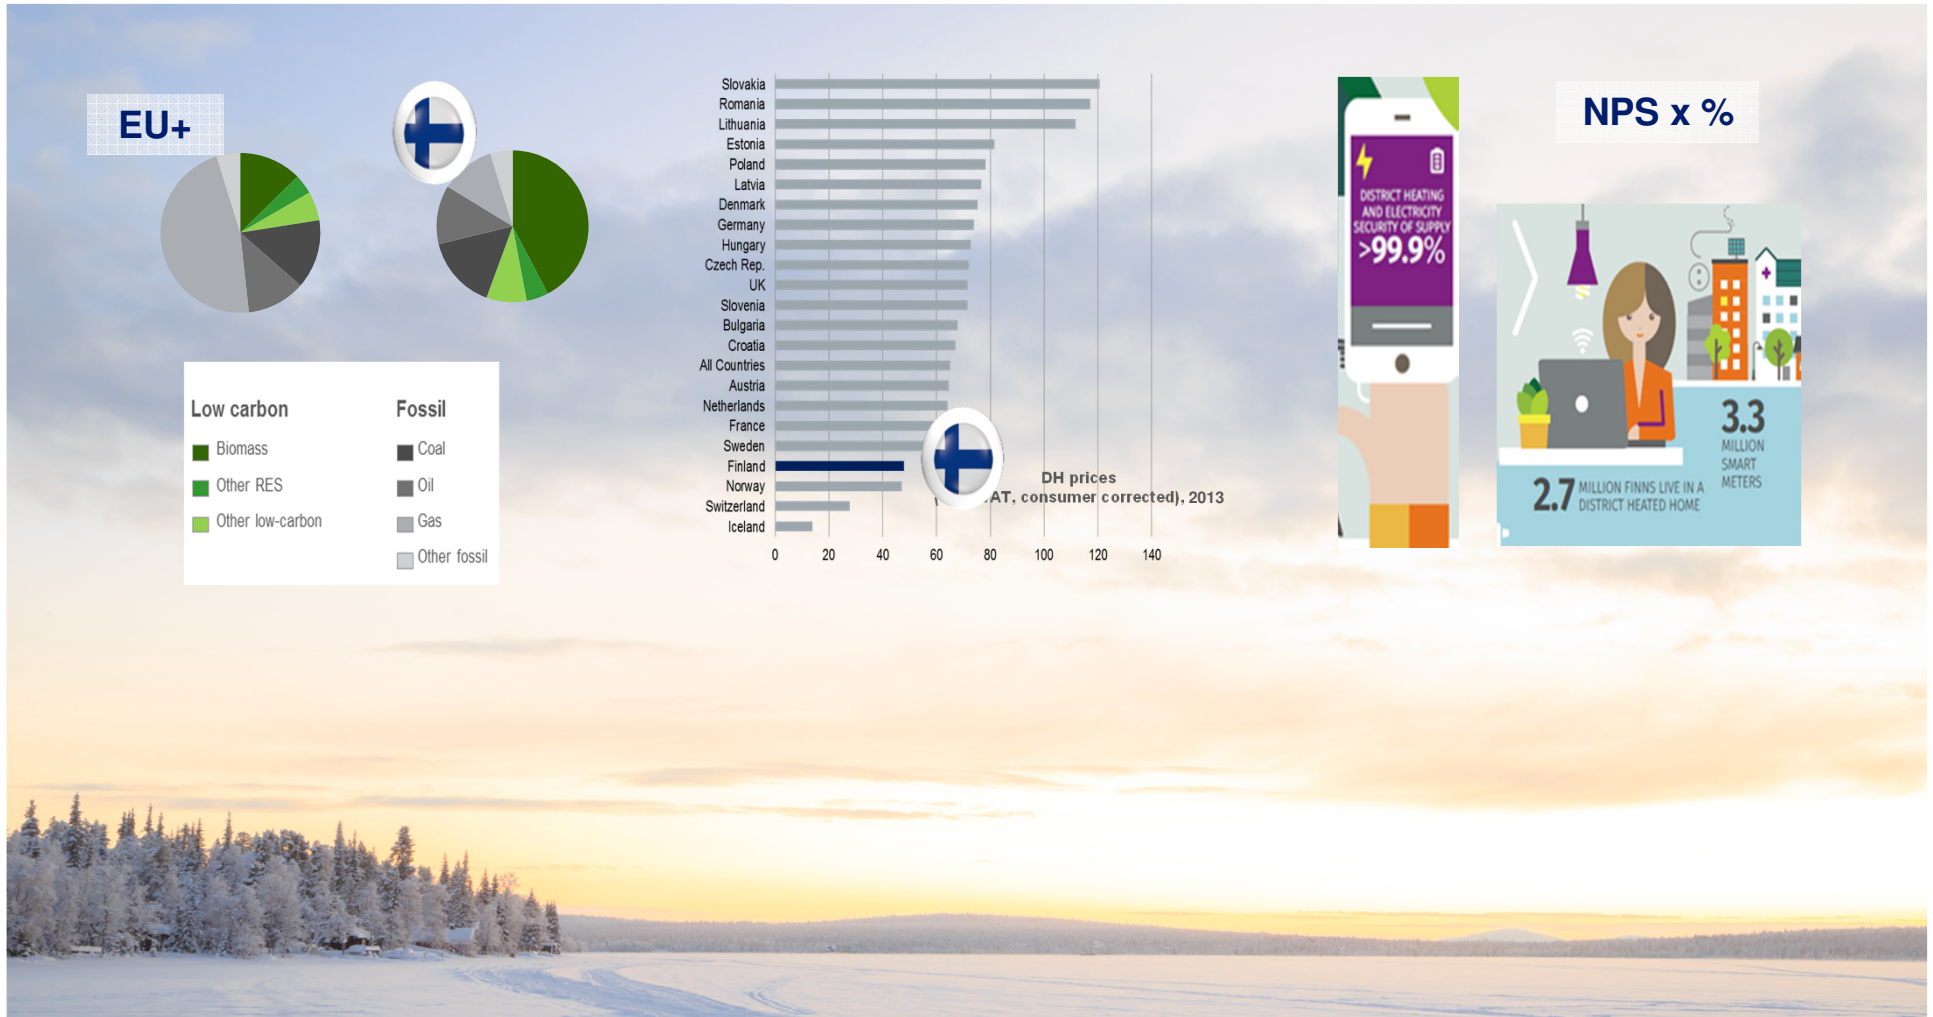 EU+
Low carbon
Biomass
Other RES
Other low-carbon
Fossil
Coal
Oil
Gas
Other fossil
Slovakia
Romania
Lithuania
Estonia
Poland
Latvia
Denmark
Germany
Hungary
Czech Rep.
UK
Slovenia
Bulgaria
Croatia
All Countries
Austria
Netherlands
France
Sweden
Finland
Norway
Switzerland
Iceland
0 20 40 60 80 100 120 140
DH prices
AT, consumer corrected), 2013
DISTRICT HEATING
AND ELECTRICITY
SECURITY OF SUPPLY
>99.9%
NPS x %
3.3
MILLION
SMART
METERS
2.7 MILLION FINNS LIVE IN A
DISTRICT HEATED HOME